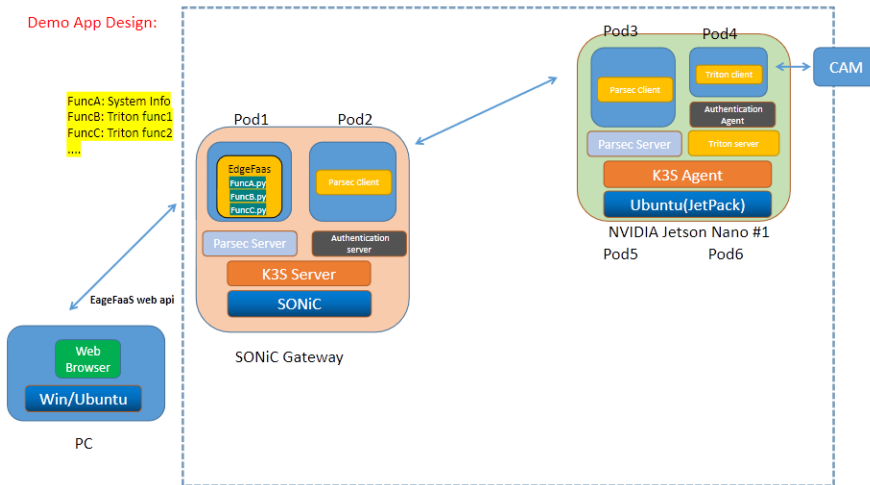 Demo App Design:
FuncA: System Info
FuncB: Triton func1
FuncC: Triton func2
....
Pod1
Pod2
EdgeFaas
FuncA.py
FuncB.py
FuncC.py
Parsec Client
Parsec Server
Authentication
server
K3S Server
SONiC
SONiC Gateway
EageFaaS web api
Web
Browser
Win/Ubuntu
PC
Pod3
Pod4
Parsec Client
Triton client
Authentication
Agent
Parsec Server
Triton server
K3S Agent
Ubuntu(JetPack)
NVIDIA Jetson Nano #1
Pod5
Pod6
CAM